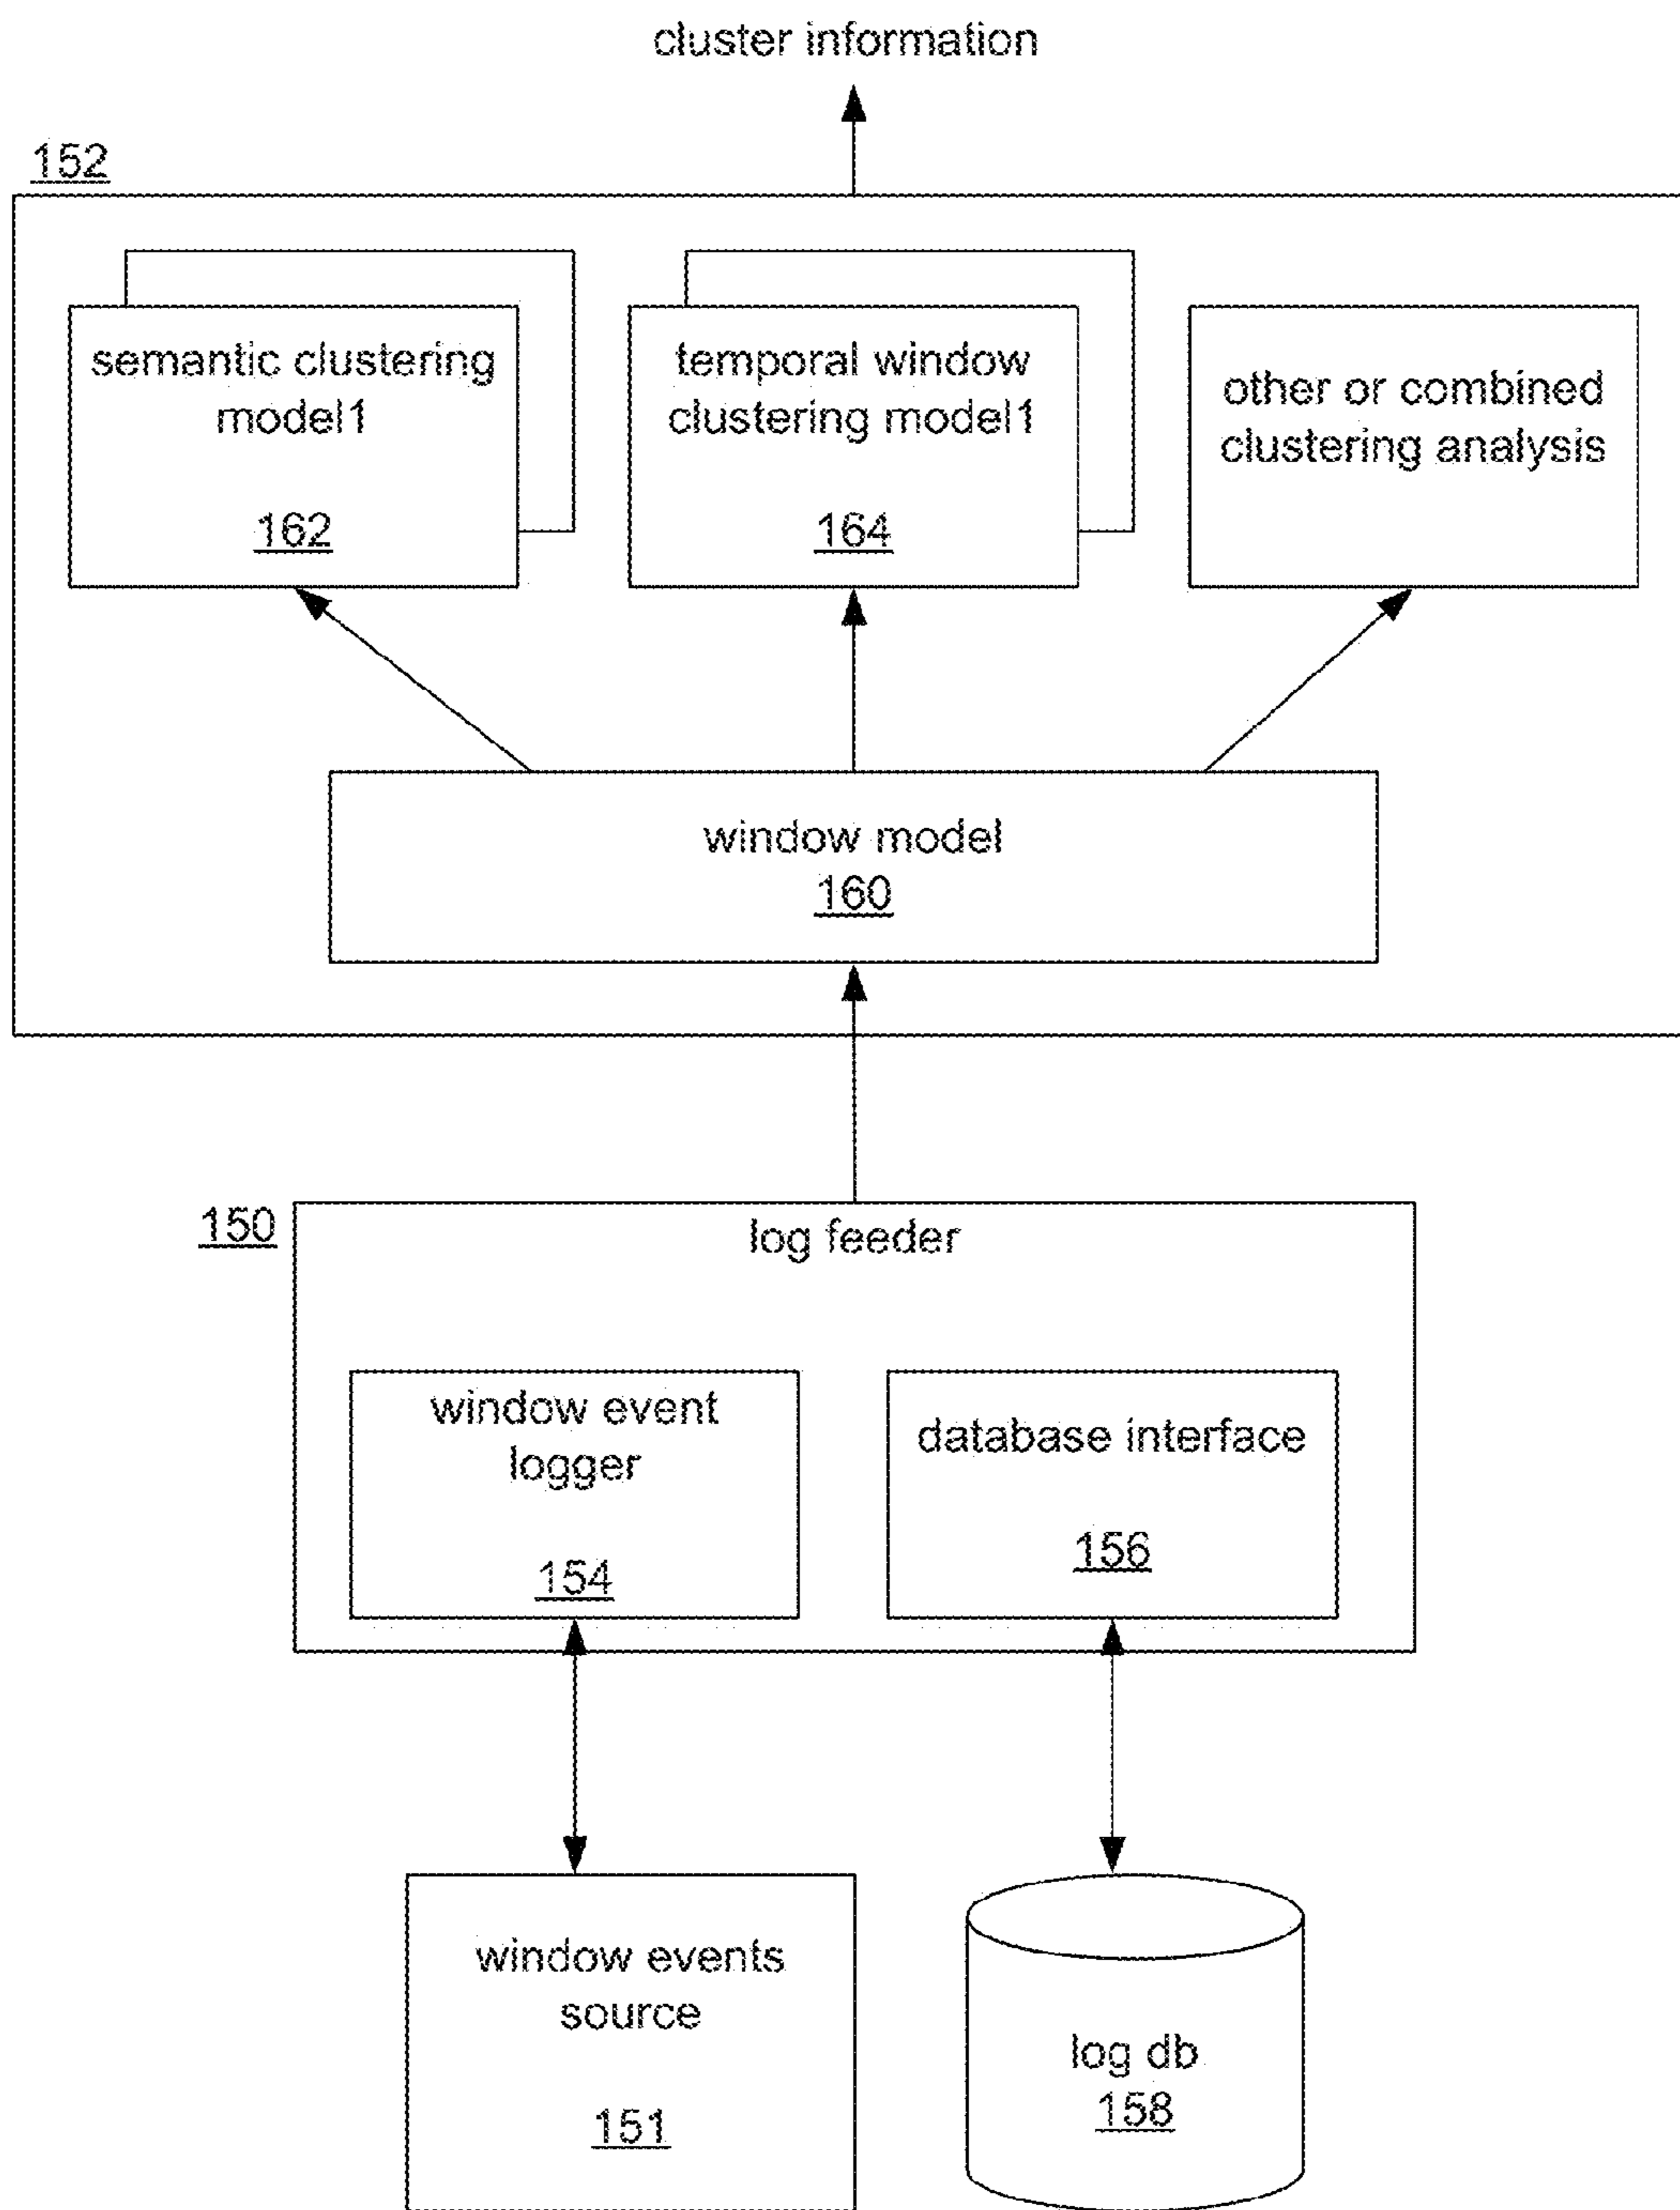 cluster information
152
semantic clustering
model1
162
temporal window
clustering model1
164
other or combined
clustering analysis
window model
160
150
log feeder
window event
logger
154
database interface
156
window events
source
151
log db
158